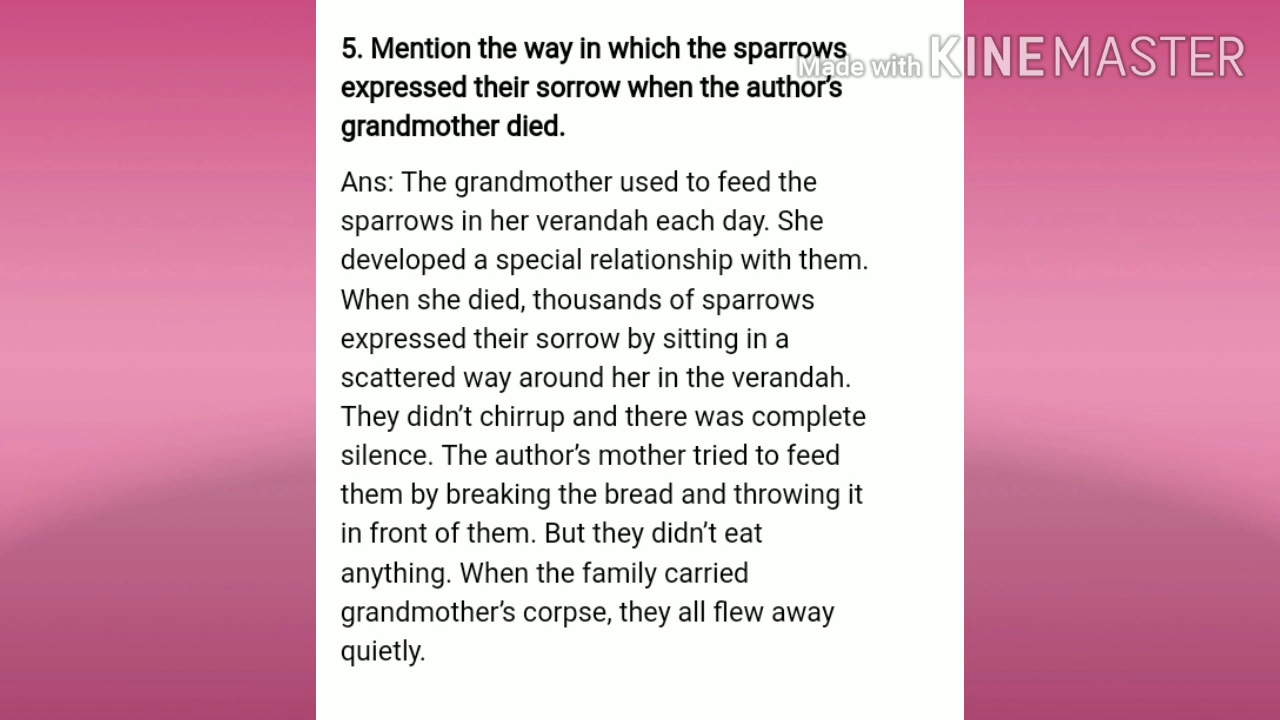 5. Mention the way in which the sparrows
Made with KINEMASTER
expressed their sorrow when the author's
grandmother died.
Ans: The grandmother used to feed the
sparrows in her verandah each day. She
developed a special relationship with them.
When she died, thousands of sparrows
expressed their sorrow by sitting in a
scattered way around her in the verandah.
They didn't chirrup and there was complete
silence. The author's mother tried to feed
them by breaking the bread and throwing it
in front of them. But they didn't eat
anything. When the family carried
grandmother's corpse, they all flew away
quietly.